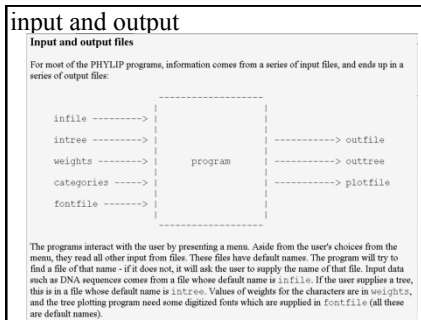 input and output
Input and output files
For most of the PHYLIP programs, information comes from a series of input files, and ends up in a
series of output files:
-------------------
| |
infile ---------> | |
| |
intree ---------> | | -----------> outfile
| |
weights --------> | program | -----------> outtree
| |
categories -----> | | -----------> plotfile
| |
fontfile -------> | |
| |
-------------------
The programs interact with the user by presenting a menu. Aside from the user's choices from the
menu, they read all other input from files. These files have default names. The program will try to
find a file of that name - if it does not, it will ask the user to supply the name of that file. Input data
such as DNA sequences comes from a file whose default name is infile. If the user supplies a tree,
this is in a file whose default name is intree. Values of weights for the characters are in weights,
and the tree plotting program need some digitized fonts which are supplied in fontfile (all these
are default names).